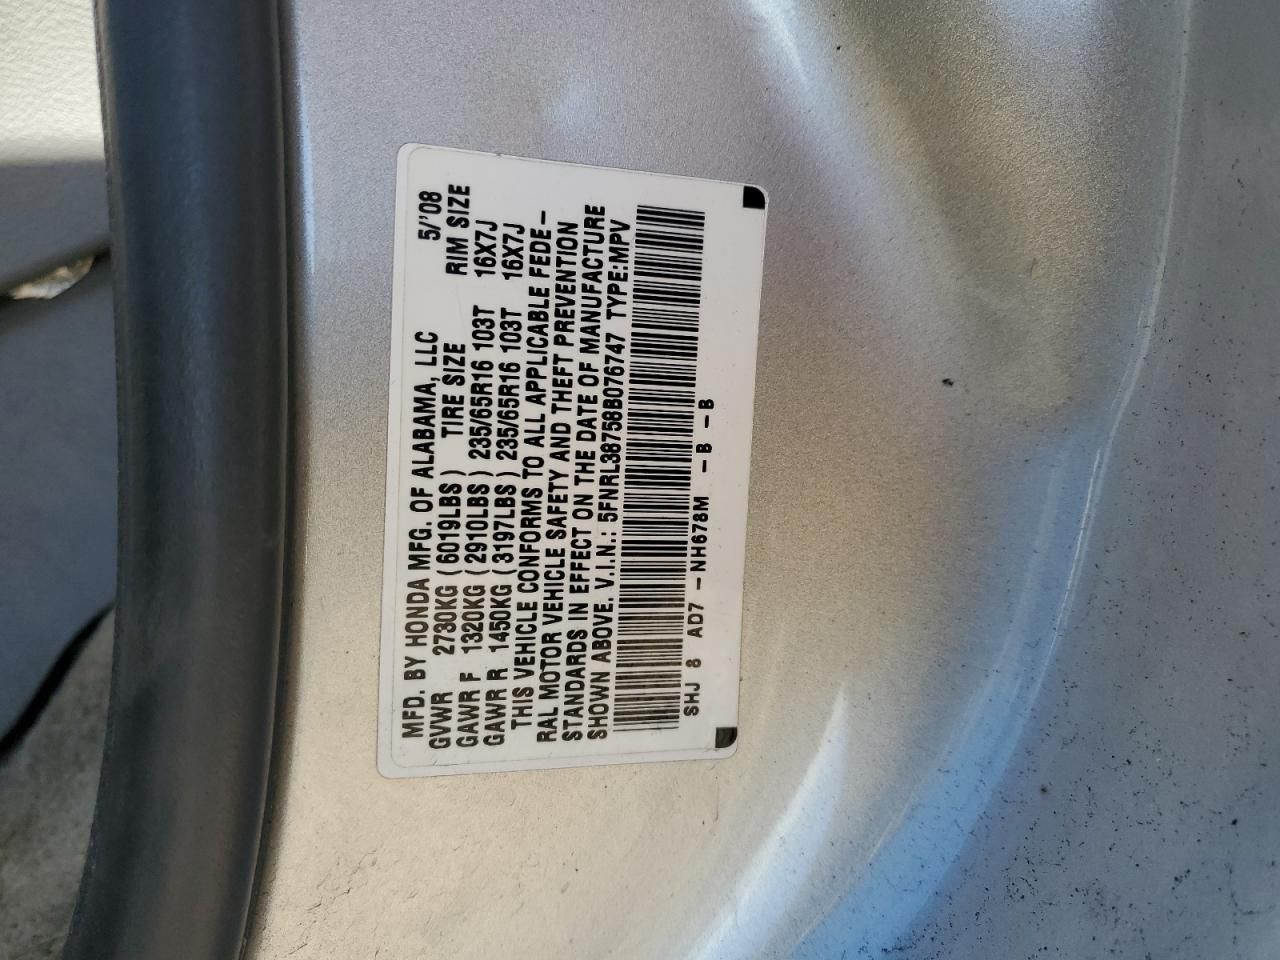 MFD. BY HONDA MFG. OF ALABAMA, LLC 5/'08
GVWR 2730KG ( 6019LBS ) TIRE SIZE RIM SIZE
GAWR F 1320KG ( 2910LBS ) 235/65R16 103T 16X7J
GAWR R 1450KG ( 3197LBS ) 235/65R16 103T 16X7J
THIS VEHICLE CONFORMS TO ALL APPLICABLE FEDE-
RAL MOTOR VEHICLE SAFETY AND THEFT PREVENTION
STANDARDS IN EFFECT ON THE DATE OF MANUFACTURE
SHOWN ABOVE. V.I.N.: 5FNRL38758B076747 TYPE:MPV
SHJ 8 AD7 -NH678M -B -B